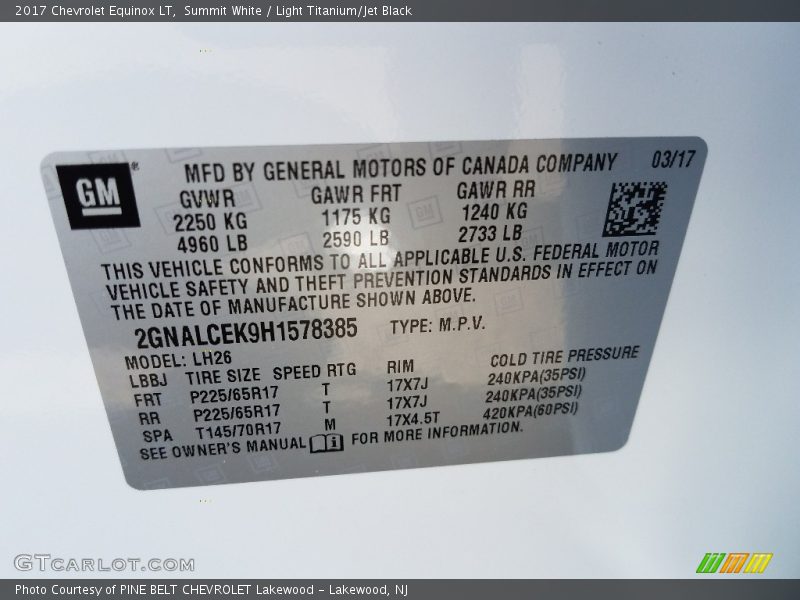 2017 Chevrolet Equinox LT,  Summit White / Light Titanium/Jet Black
GM®
MFD BY GENERAL MOTORS OF CANADA COMPANY 03/17
GVWR GAWR FRT GAWR RR
2250 KG 1175 KG 1240 KG
4960 LB 2590 LB 2733 LB
THIS VEHICLE CONFORMS TO ALL APPLICABLE U.S. FEDERAL MOTOR
VEHICLE SAFETY AND THEFT PREVENTION STANDARDS IN EFFECT ON
THE DATE OF MANUFACTURE SHOWN ABOVE.
2GNALCEK9H1578385 TYPE: M.P.V.
MODEL: LH26
LBBJ TIRE SIZE SPEED RTG RIM COLD TIRE PRESSURE
FRT P225/65R17 T 17X7J 240KPA(35PSI)
RR P225/65R17 T 17X7J 240KPA(35PSI)
SPA T145/70R17 M 17X4.5T 420KPA(60PSI)
SEE OWNER'S MANUAL FOR MORE INFORMATION.
GTCARLOT.COM
Photo Courtesy of PINE BELT CHEVROLET Lakewood - Lakewood, NJ